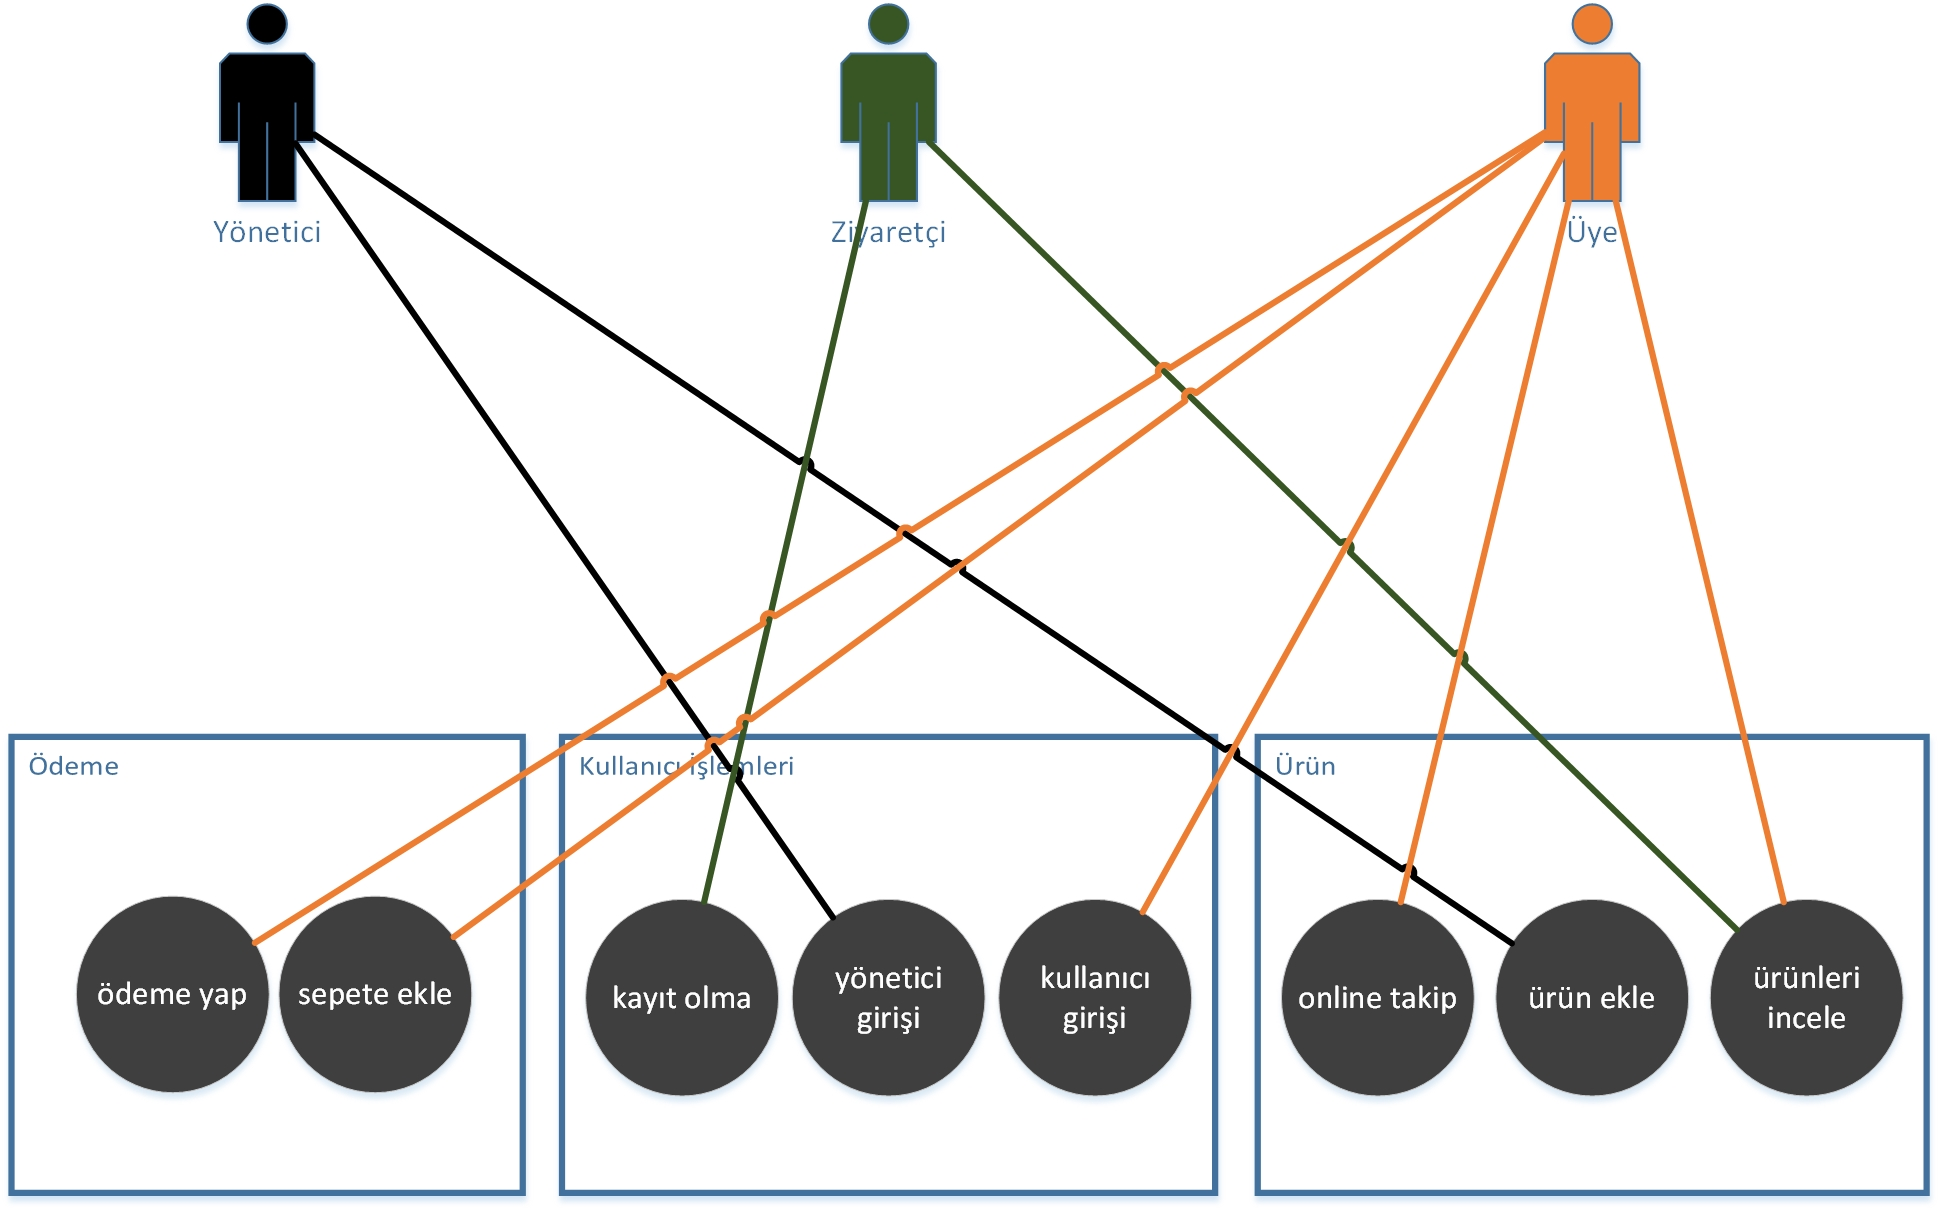 Yönetici
Ziyaretçi
Üye
Ödeme
Kullanıcı İşlemleri
Ürün
ödeme yap
sepete ekle
kayıt olma
yönetici
girişi
kullanıcı
girişi
online takip
ürün ekle
ürünleri
incele